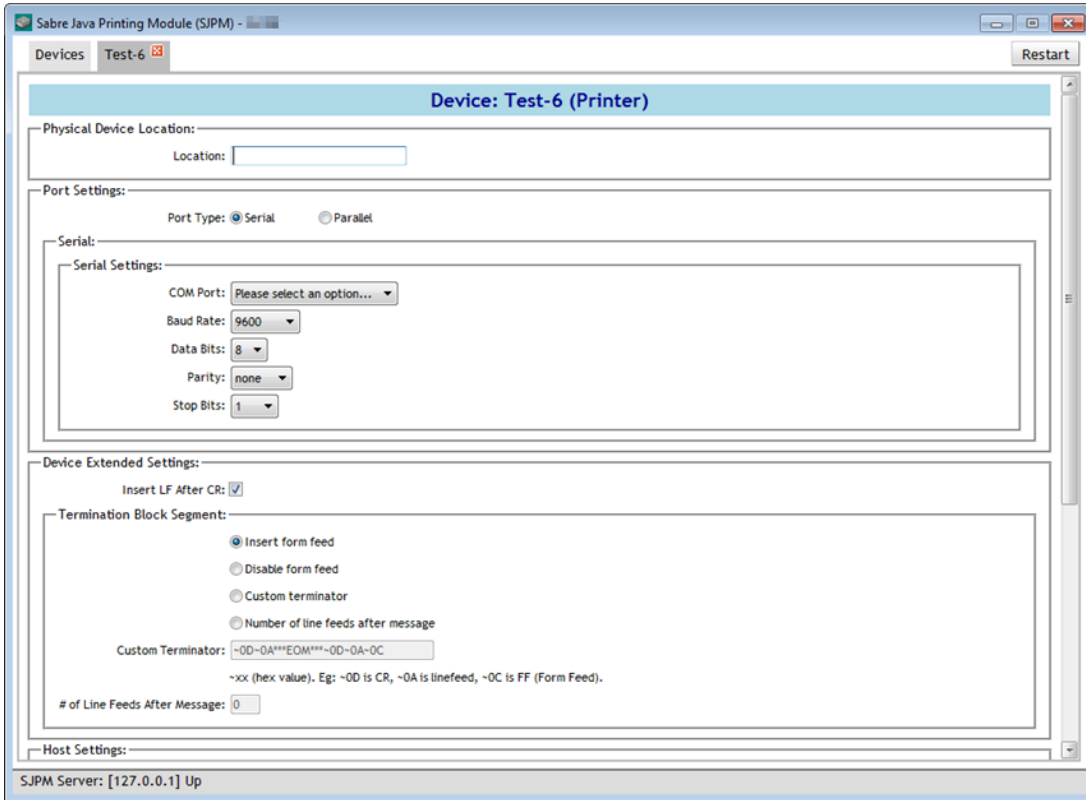 Sabre Java Printing Module (SJPM) -
Devices Test-6 Restart
Device: Test-6 (Printer)
Physical Device Location:
Location:
Port Settings:
Port Type: Serial Parallel
Serial:
Serial Settings:
COM Port: Please select an option...
Baud Rate: 9600
Data Bits: 8
Parity: none
Stop Bits: 1
Device Extended Settings:
Insert LF After CR:
Termination Block Segment:
Insert form feed
Disable form feed
Custom terminator
Number of line feeds after message
Custom Terminator: ~0D~0A***EOM***~0D~0A~0C
~xx (hex value). Eg: ~0D is CR, ~0A is linefeed, ~0C is FF (Form Feed).
# of Line Feeds After Message: 0
Host Settings:
SJPM Server: [127.0.0.1] Up